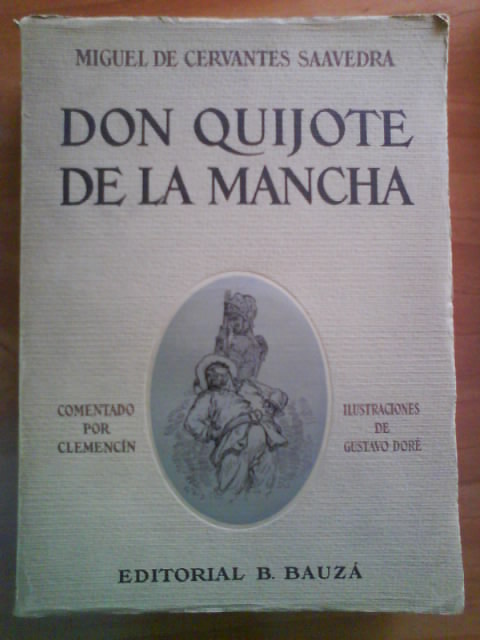 MIGUEL DE CERVANTES SAAVEDRA
DON QUIJOTE
DE LA MANCHA
COMENTADO
POR
CLEMENCÍN
ILUSTRACIONES
DE
GUSTAVO DORÉ
EDITORIAL B. BAUZÁ